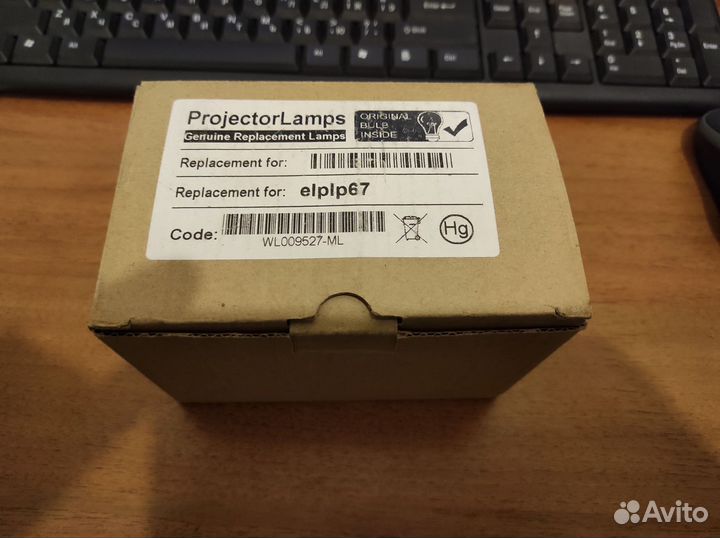 ProjectorLamps
Genuine Replacement Lamps
ORIGINAL
BULB
INSIDE
Replacement for:
Replacement for: elplp67
Code:
WL009527-ML
Hg
Avito